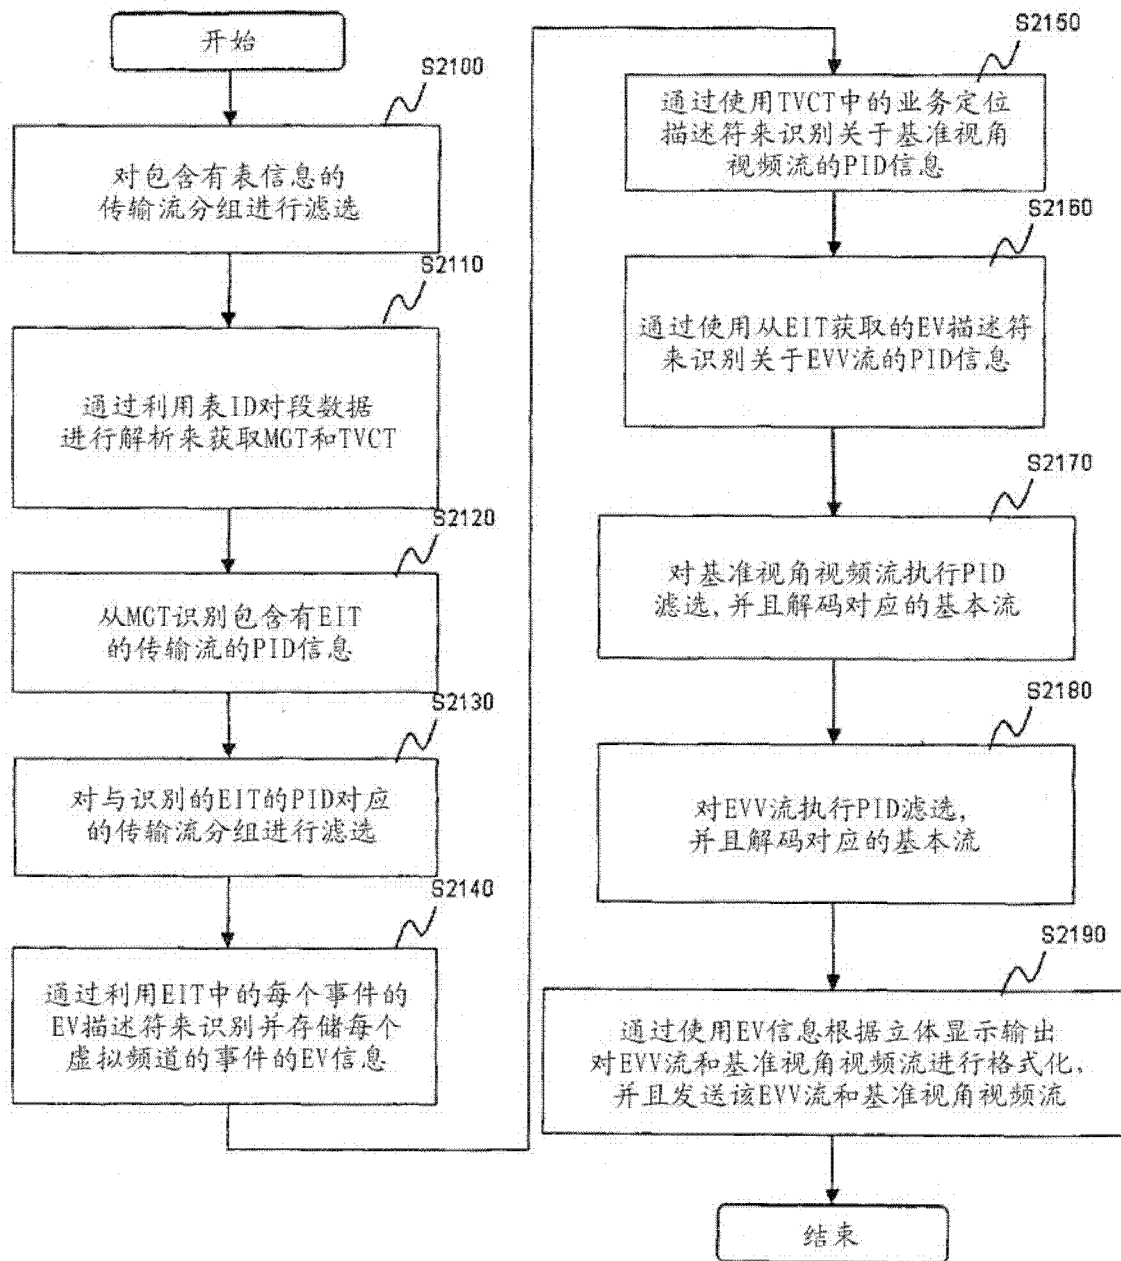 开始
S2100
对包含有表信息的
传输流分组进行滤选
S2110
通过利用表ID对段数据
进行解析来获取MGT和TVCT
S2120
从MGT识别包含有EIT
的传输流的PID信息
S2130
对与识别的EIT的PID对应
的传输流分组进行滤选
S2140
通过利用EIT中的每个事件的
EV描述符来识别并存储每个
虚拟频道的事件的EV信息
S2150
通过使用TVCT中的业务定位
描述符来识别关于基准视角
视频流的PID信息
S2160
通过使用从EIT获取的EV描述符
来识别关于EVV流的PID信息
S2170
对基准视角视频流执行PID
滤选,并且解码对应的基本流
S2180
对EVV流执行PID滤选,
并且解码对应的基本流
S2190
通过使用EV信息根据立体显示输出
对EVV流和基准视角视频流进行格式化,
并且发送该EVV流和基准视角视频流
结束